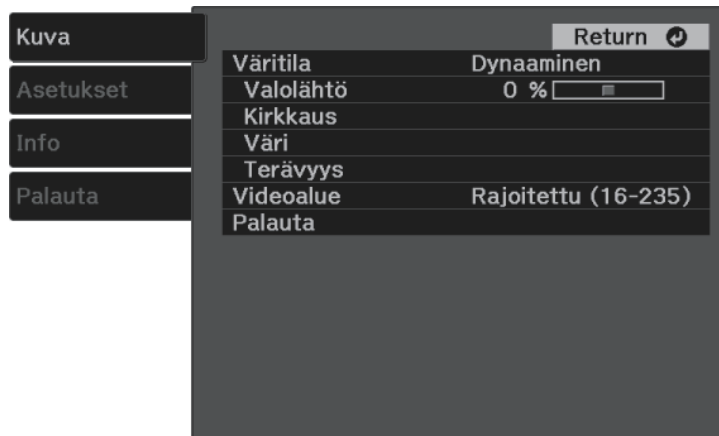 Kuva
Asetukset
Info
Palauta
Return
Väritila Dynaaminen
Valolähtö 0 %
Kirkkaus
Väri
Terävyys
Videoalue Rajoitettu (16-235)
Palauta